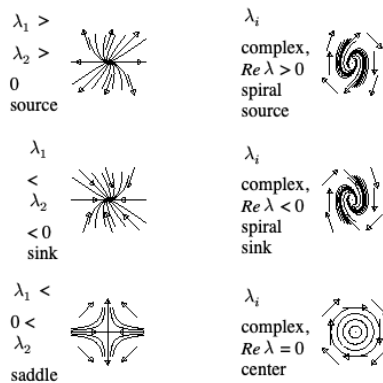 λ₁ >
λ₂ >
0
source
λᵢ
complex,
Re λ > 0
spiral
source
λ₁
<
λ₂
< 0
sink
λᵢ
complex,
Re λ < 0
spiral
sink
λ₁ <
0 <
λ₂
saddle
λᵢ
complex,
Re λ = 0
center